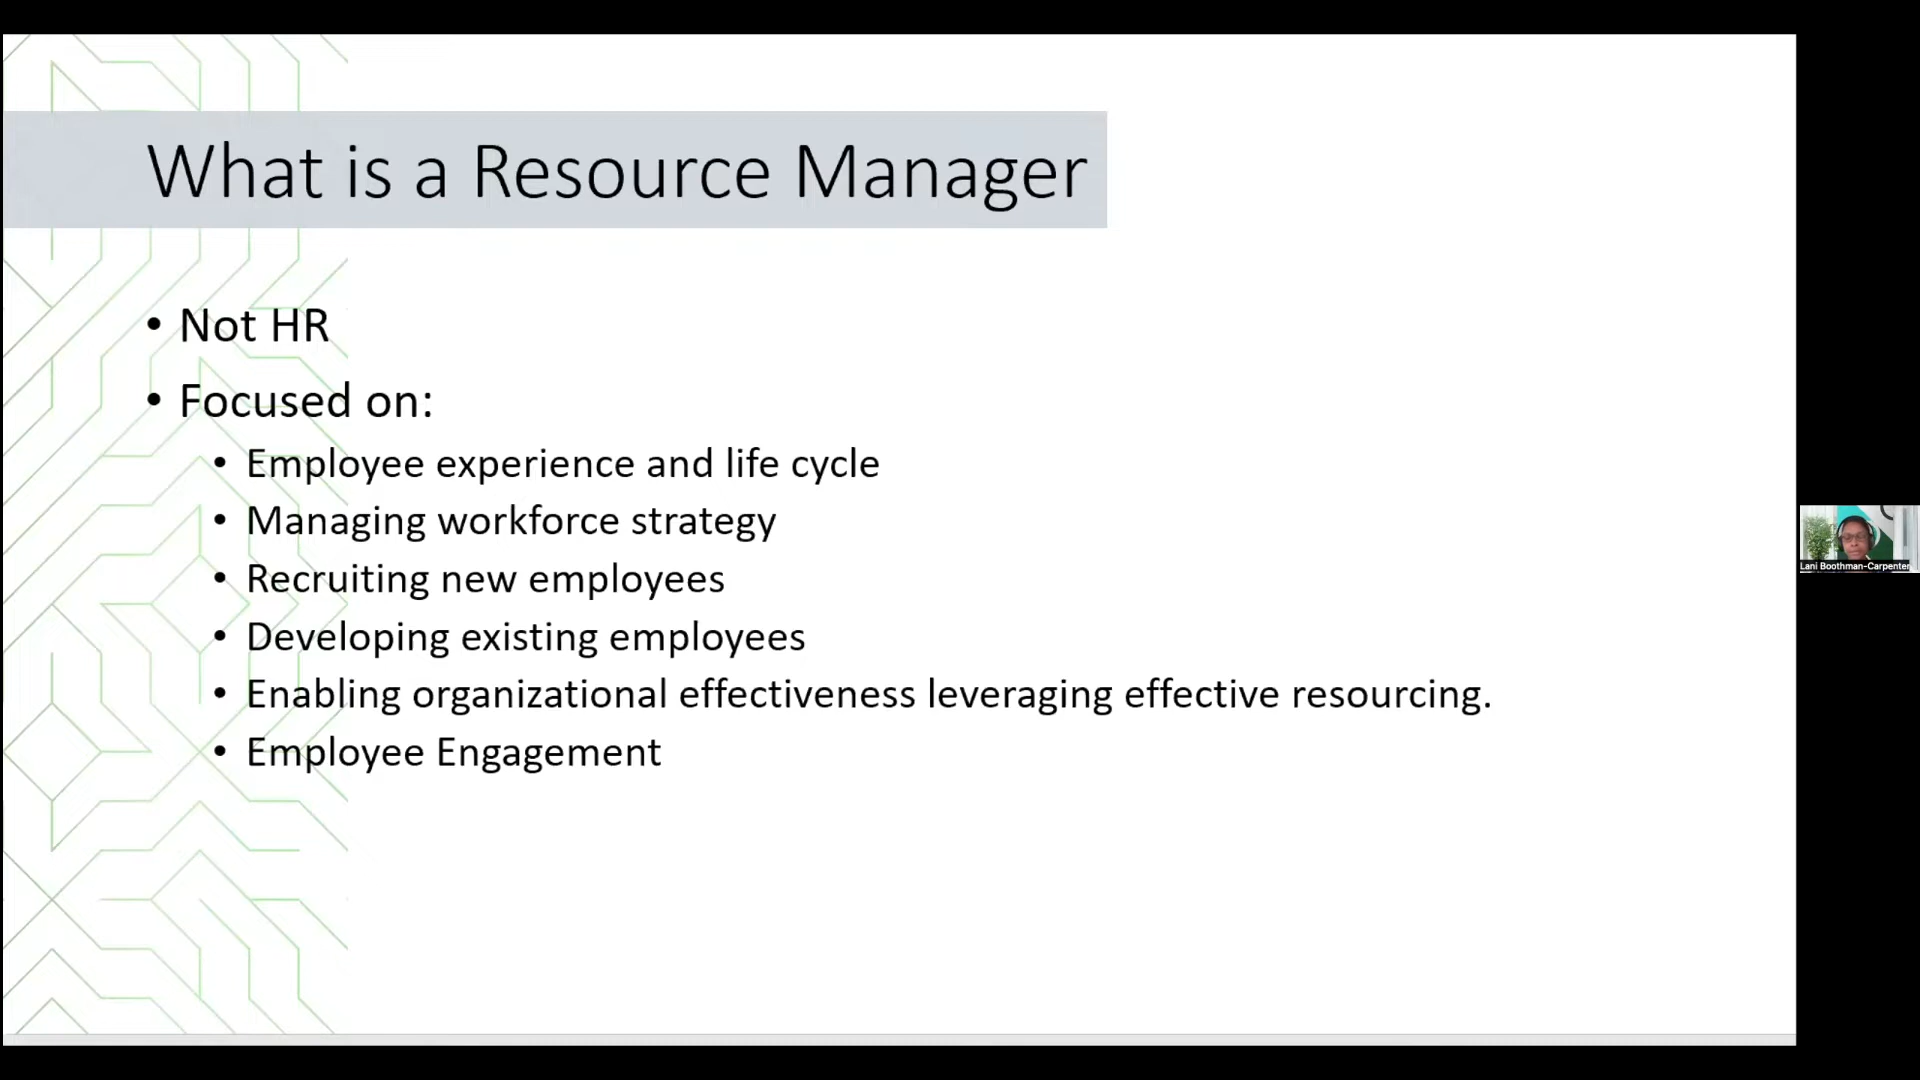 What is a Resource Manager
• Not HR
• Focused on:
• Employee experience and life cycle
• Managing workforce strategy
• Recruiting new employees
• Developing existing employees
• Enabling organizational effectiveness leveraging effective resourcing.
• Employee Engagement
Lani Boothman-Carpenter